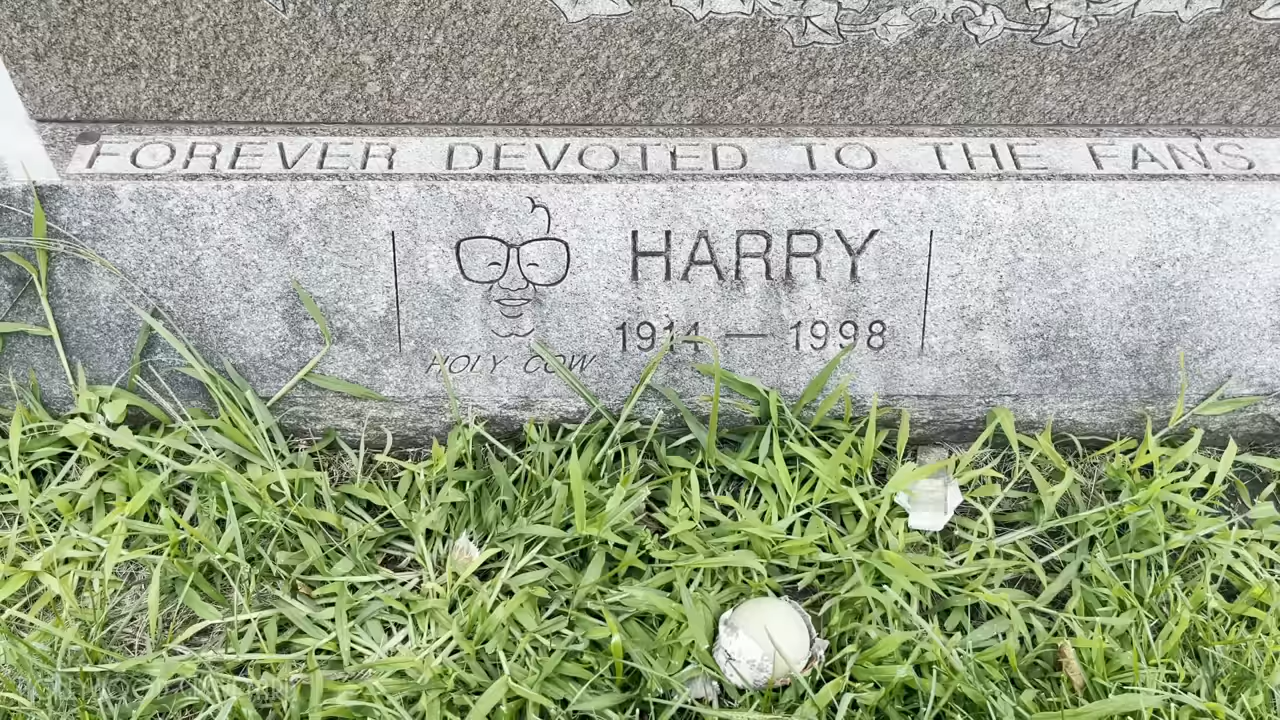 FOREVER DEVOTED TO THE FANS
HARRY
1914 — 1998
HOLY COW